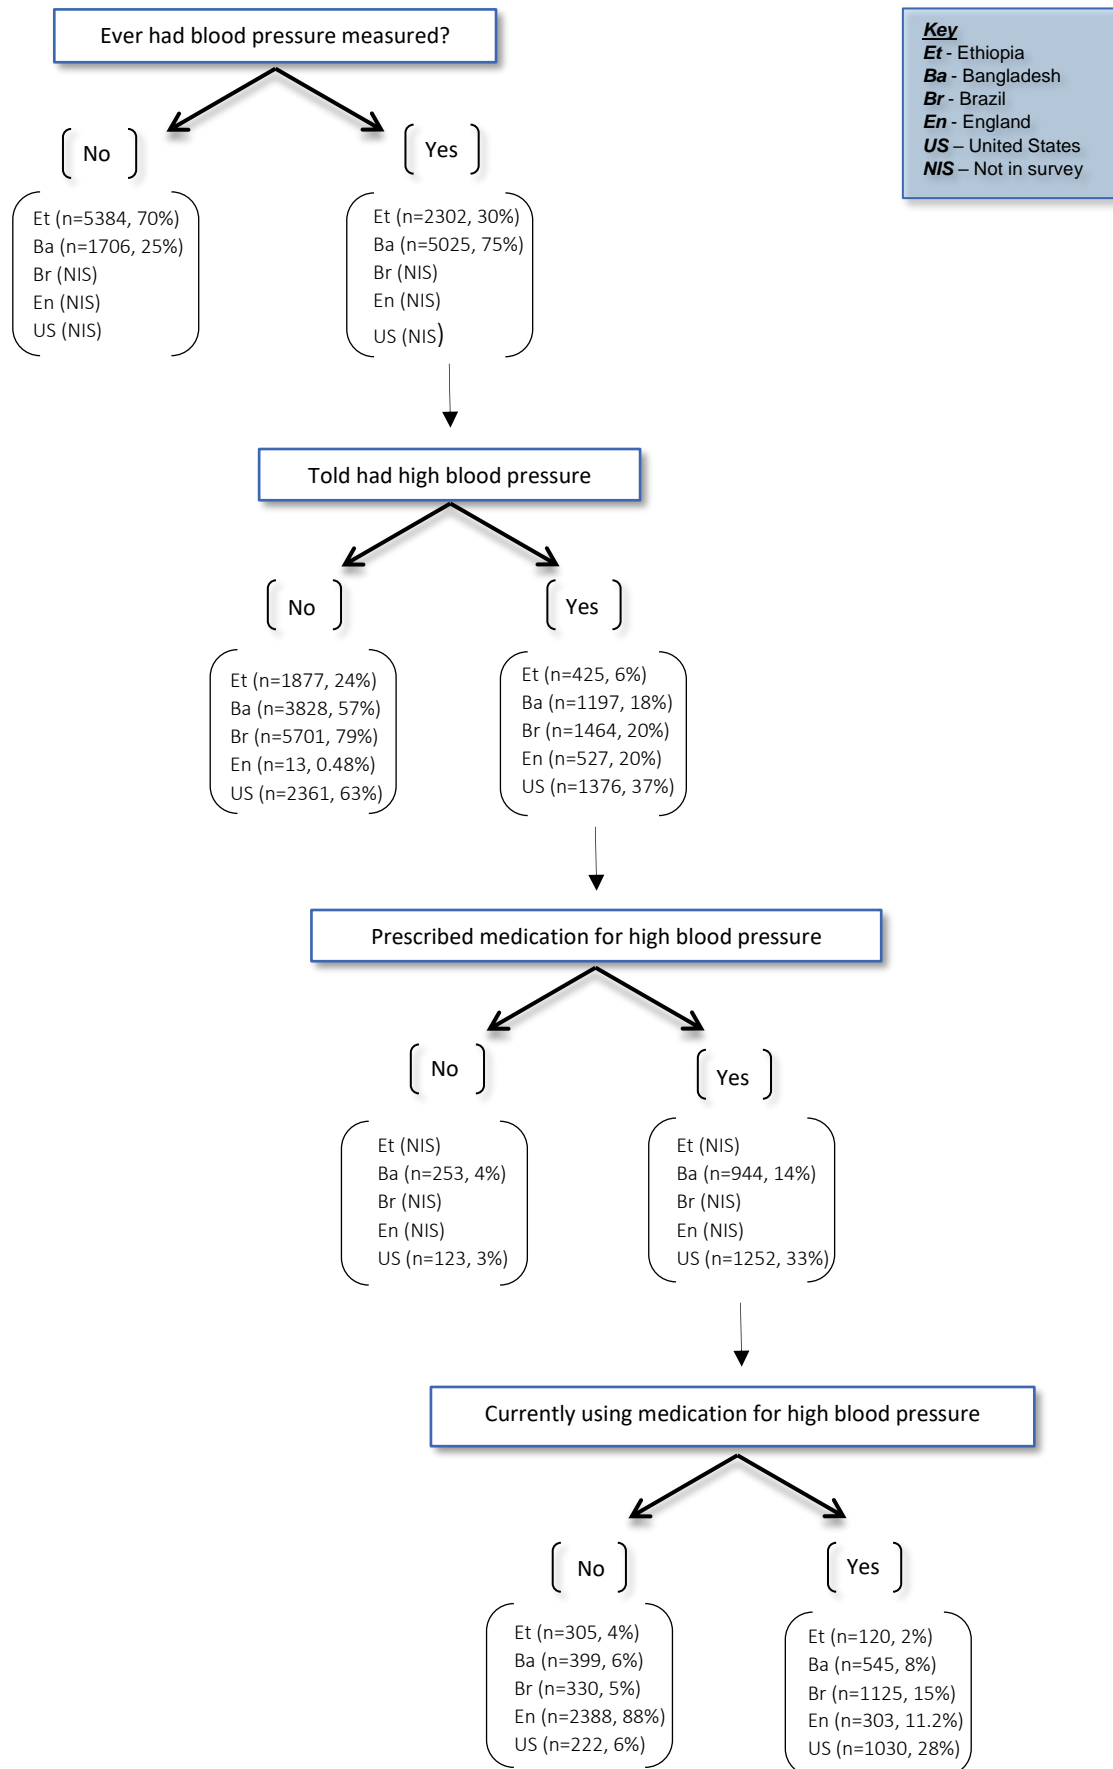 Ever had blood pressure measured?
Key
Et - Ethiopia
Ba - Bangladesh
Br - Brazil
En - England
US – United States
NIS – Not in survey
No
Yes
Et (n=5384, 70%)
Ba (n=1706, 25%)
Br (NIS)
En (NIS)
US (NIS)
Et (n=2302, 30%)
Ba (n=5025, 75%)
Br (NIS)
En (NIS)
US (NIS)
Told had high blood pressure
No
Yes
Et (n=1877, 24%)
Ba (n=3828, 57%)
Br (n=5701, 79%)
En (n=13, 0.48%)
US (n=2361, 63%)
Et (n=425, 6%)
Ba (n=1197, 18%)
Br (n=1464, 20%)
En (n=527, 20%)
US (n=1376, 37%)
Prescribed medication for high blood pressure
No
Yes
Et (NIS)
Ba (n=253, 4%)
Br (NIS)
En (NIS)
US (n=123, 3%)
Et (NIS)
Ba (n=944, 14%)
Br (NIS)
En (NIS)
US (n=1252, 33%)
Currently using medication for high blood pressure
No
Yes
Et (n=305, 4%)
Ba (n=399, 6%)
Br (n=330, 5%)
En (n=2388, 88%)
US (n=222, 6%)
Et (n=120, 2%)
Ba (n=545, 8%)
Br (n=1125, 15%)
En (n=303, 11.2%)
US (n=1030, 28%)